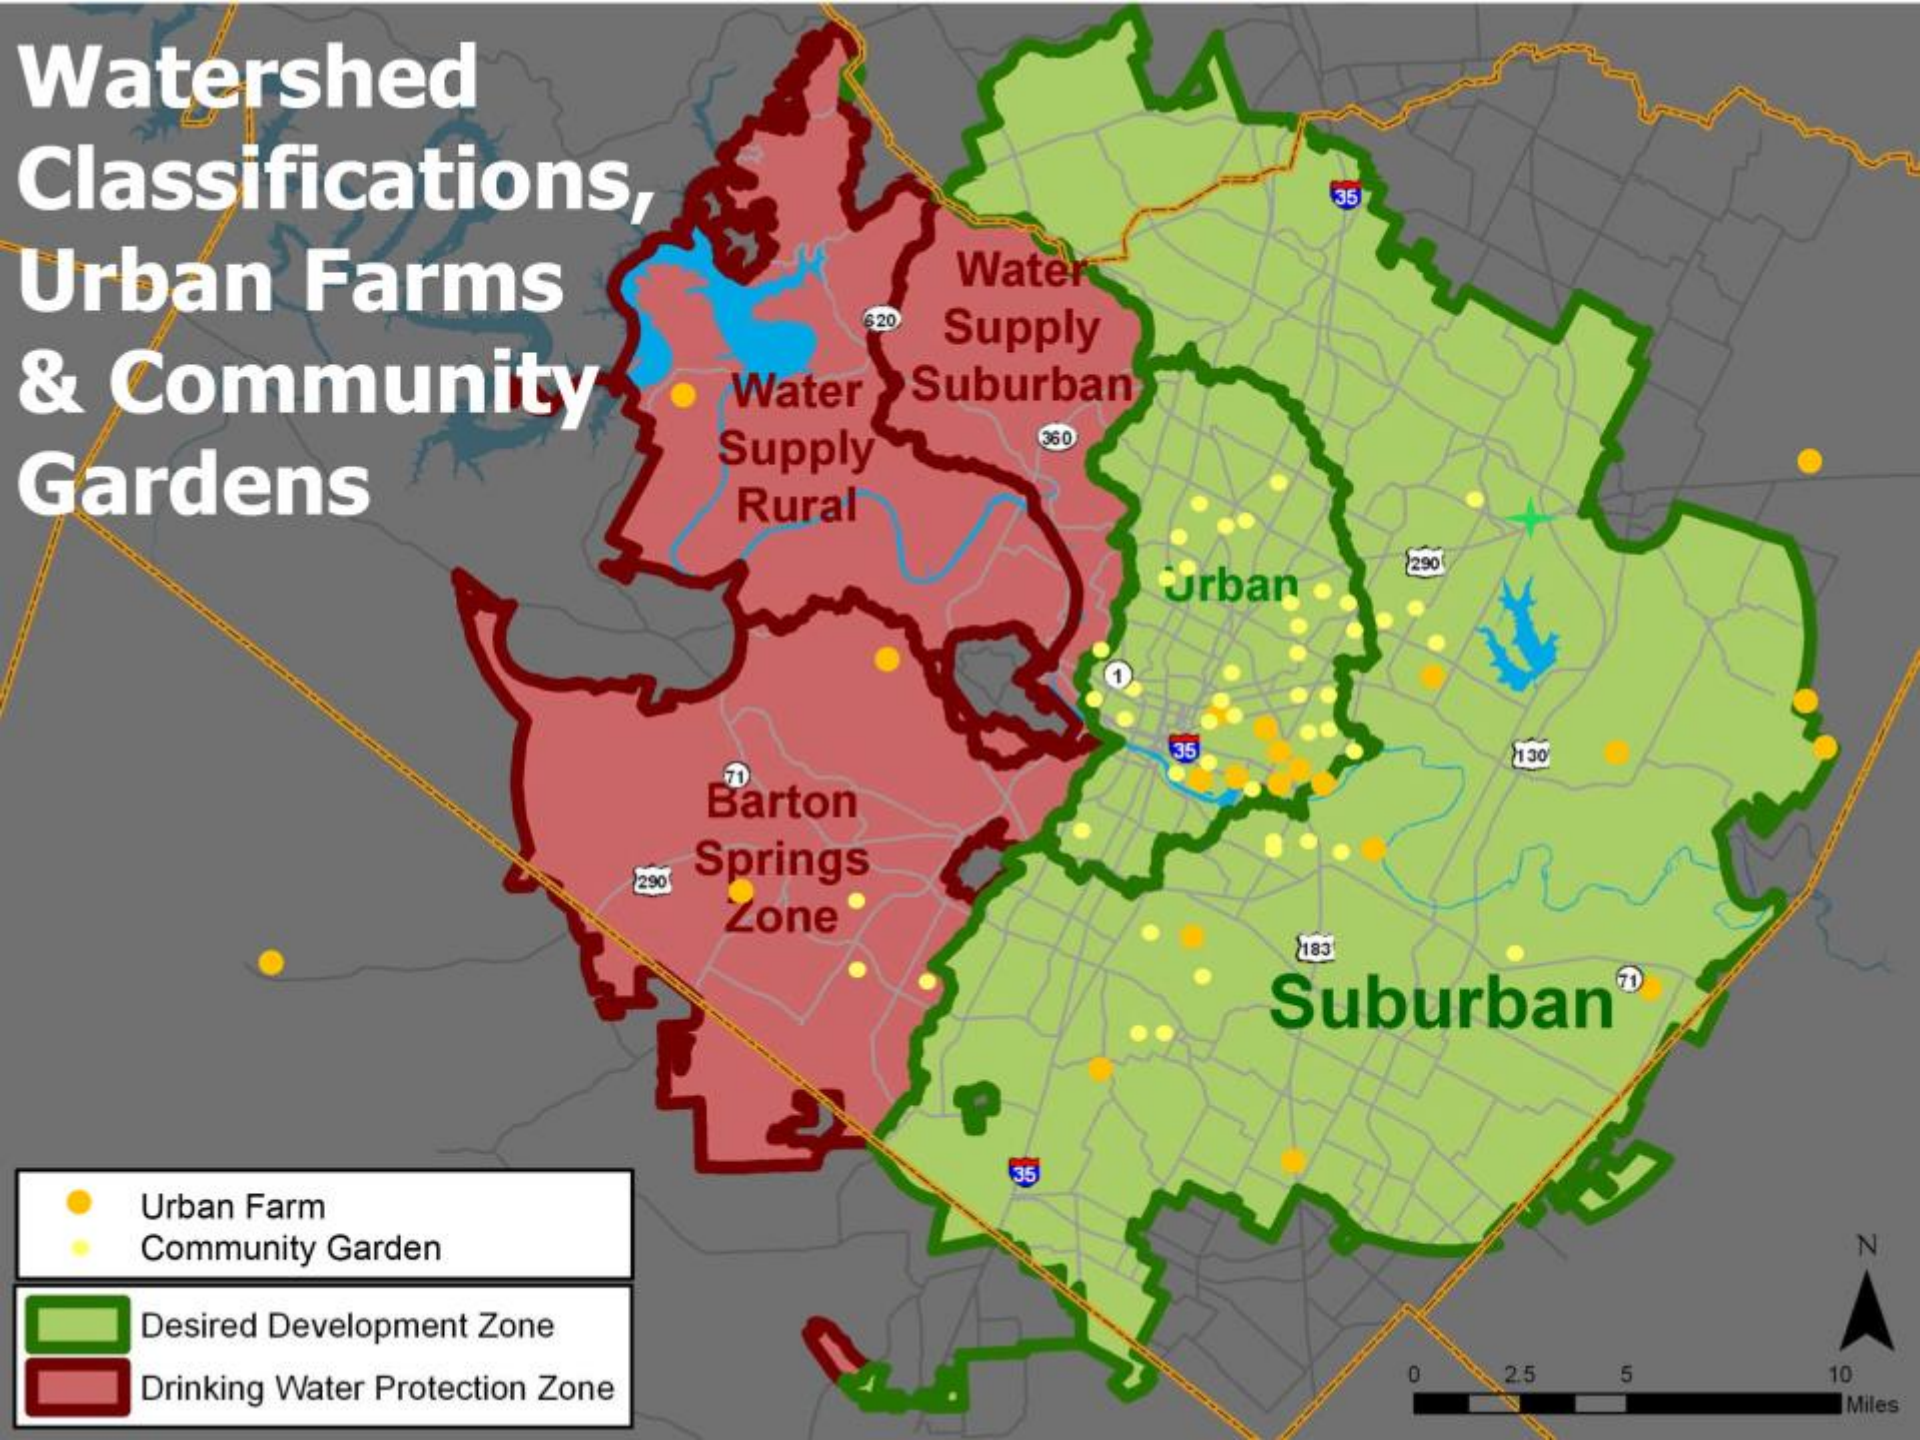 Watershed
Classifications,
Urban Farms
& Community
Gardens
35
Water
Supply
Suburban
620
Water
Supply
Rural
360
290
Urban
1
35
130
71
Barton
Springs
Zone
290
183
71
Suburban
35
Urban Farm
Community Garden
Desired Development Zone
Drinking Water Protection Zone
N
0 2.5 5 10
Miles